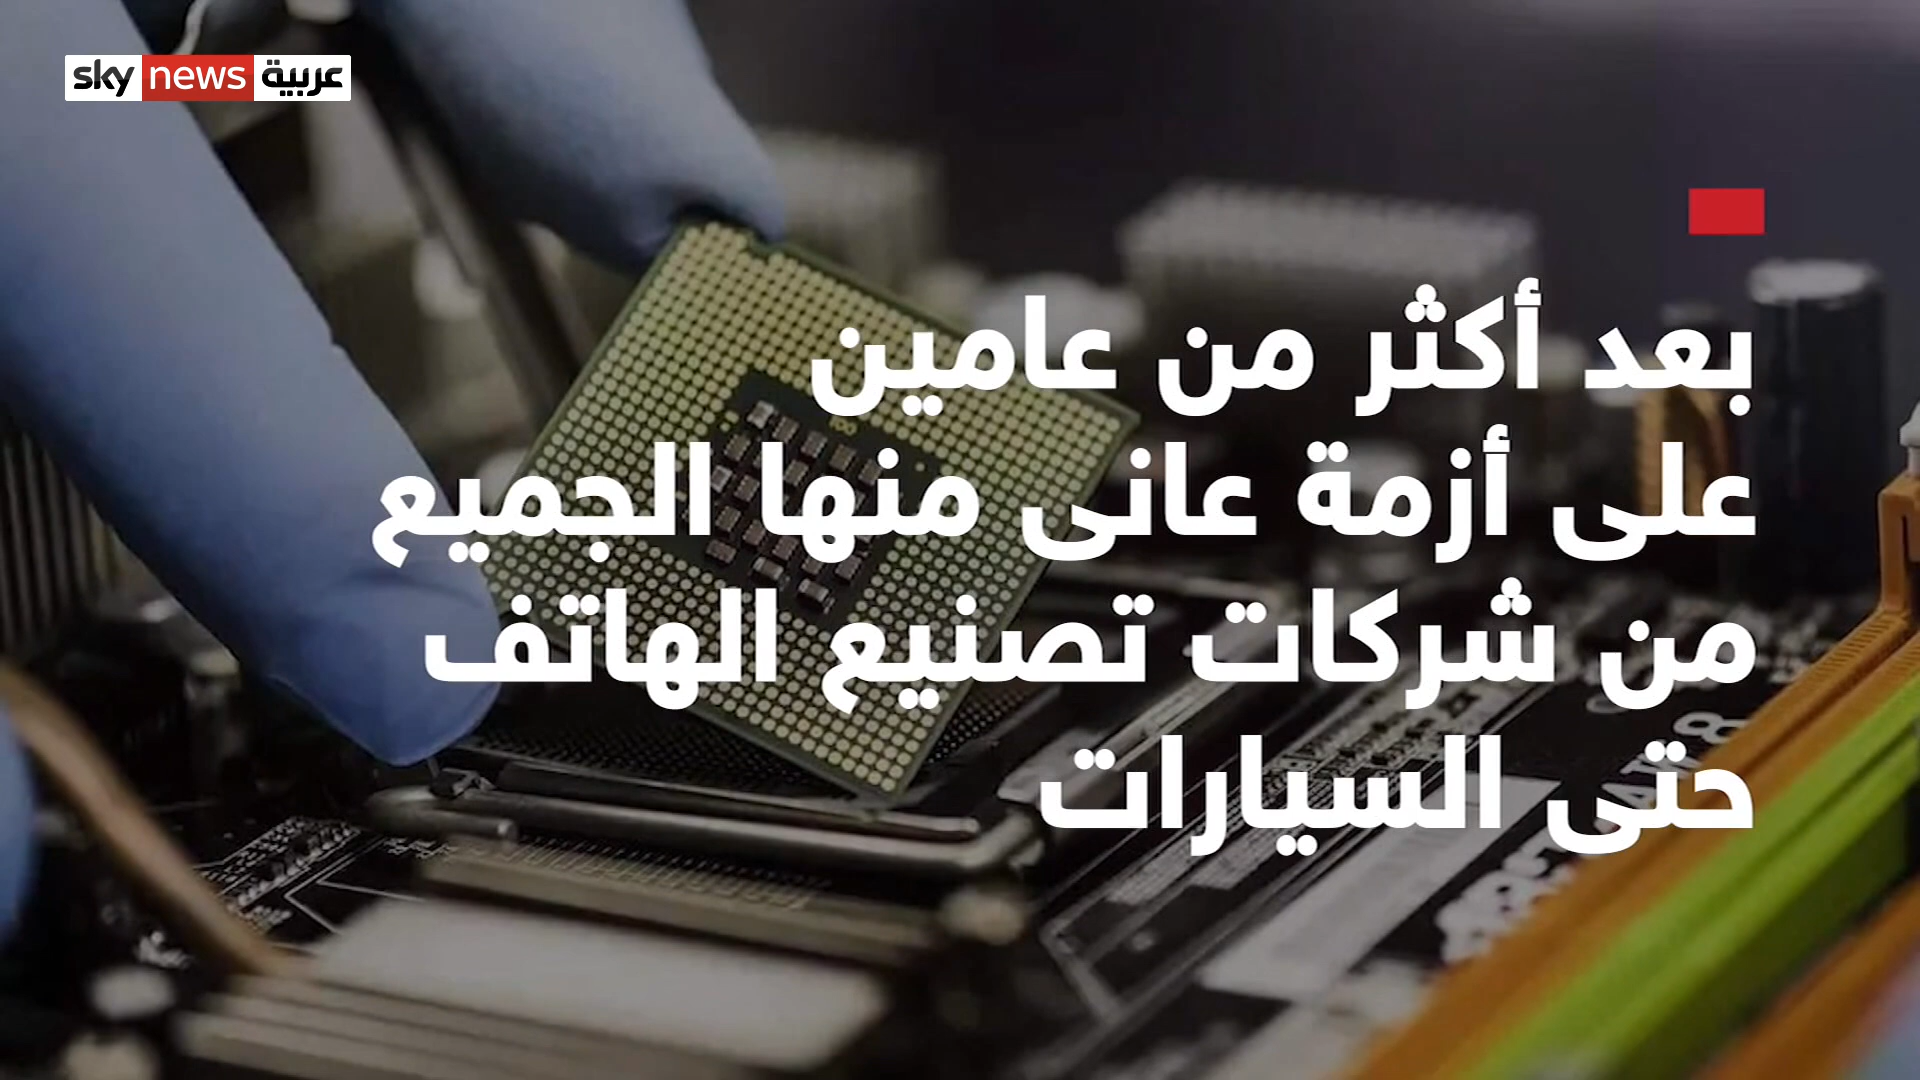 sky news عربية
بعد أكثر من عامين
على أزمة عانى منها الجميع
من شركات تصنيع الهاتف
حتى السيارات